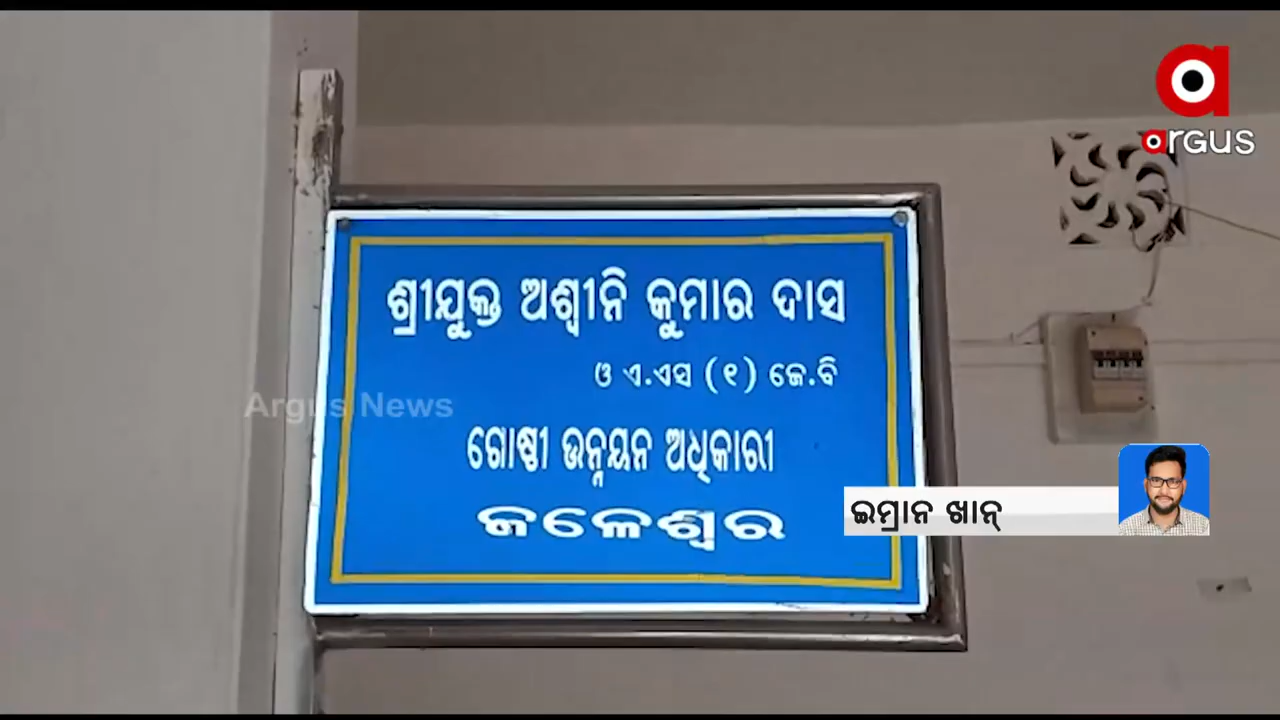 argus
ଶ୍ରୀଯୁକ୍ତ ଅଶ୍ୱୀନି କୁମାର ଦାସ
ଓ ଏ.ଏସ (୧) ଜେ.ବି
Argus News
ଗୋଷ୍ଠୀ ଉନ୍ନୟନ ଅଧିକାରୀ
ଜଳେଶ୍ୱର
ଇମ୍ରାନ ଖାନ୍